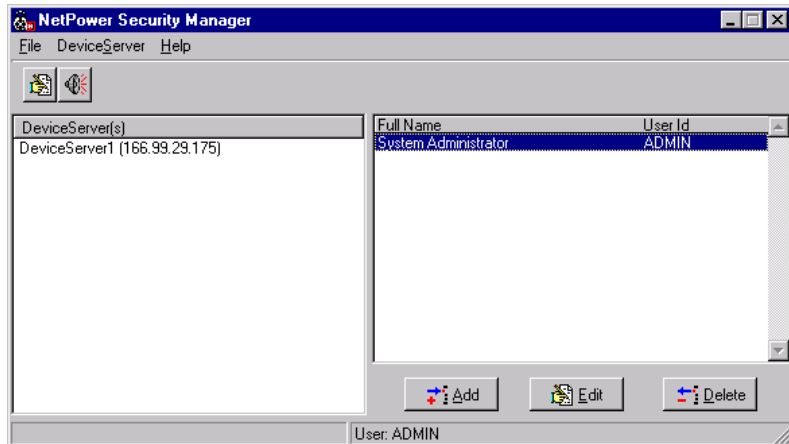 NetPower Security Manager
File DeviceServer Help
DeviceServer(s)
DeviceServer1 (166.99.29.175)
Full Name User Id
System Administrator ADMIN
Add Edit Delete
User: ADMIN